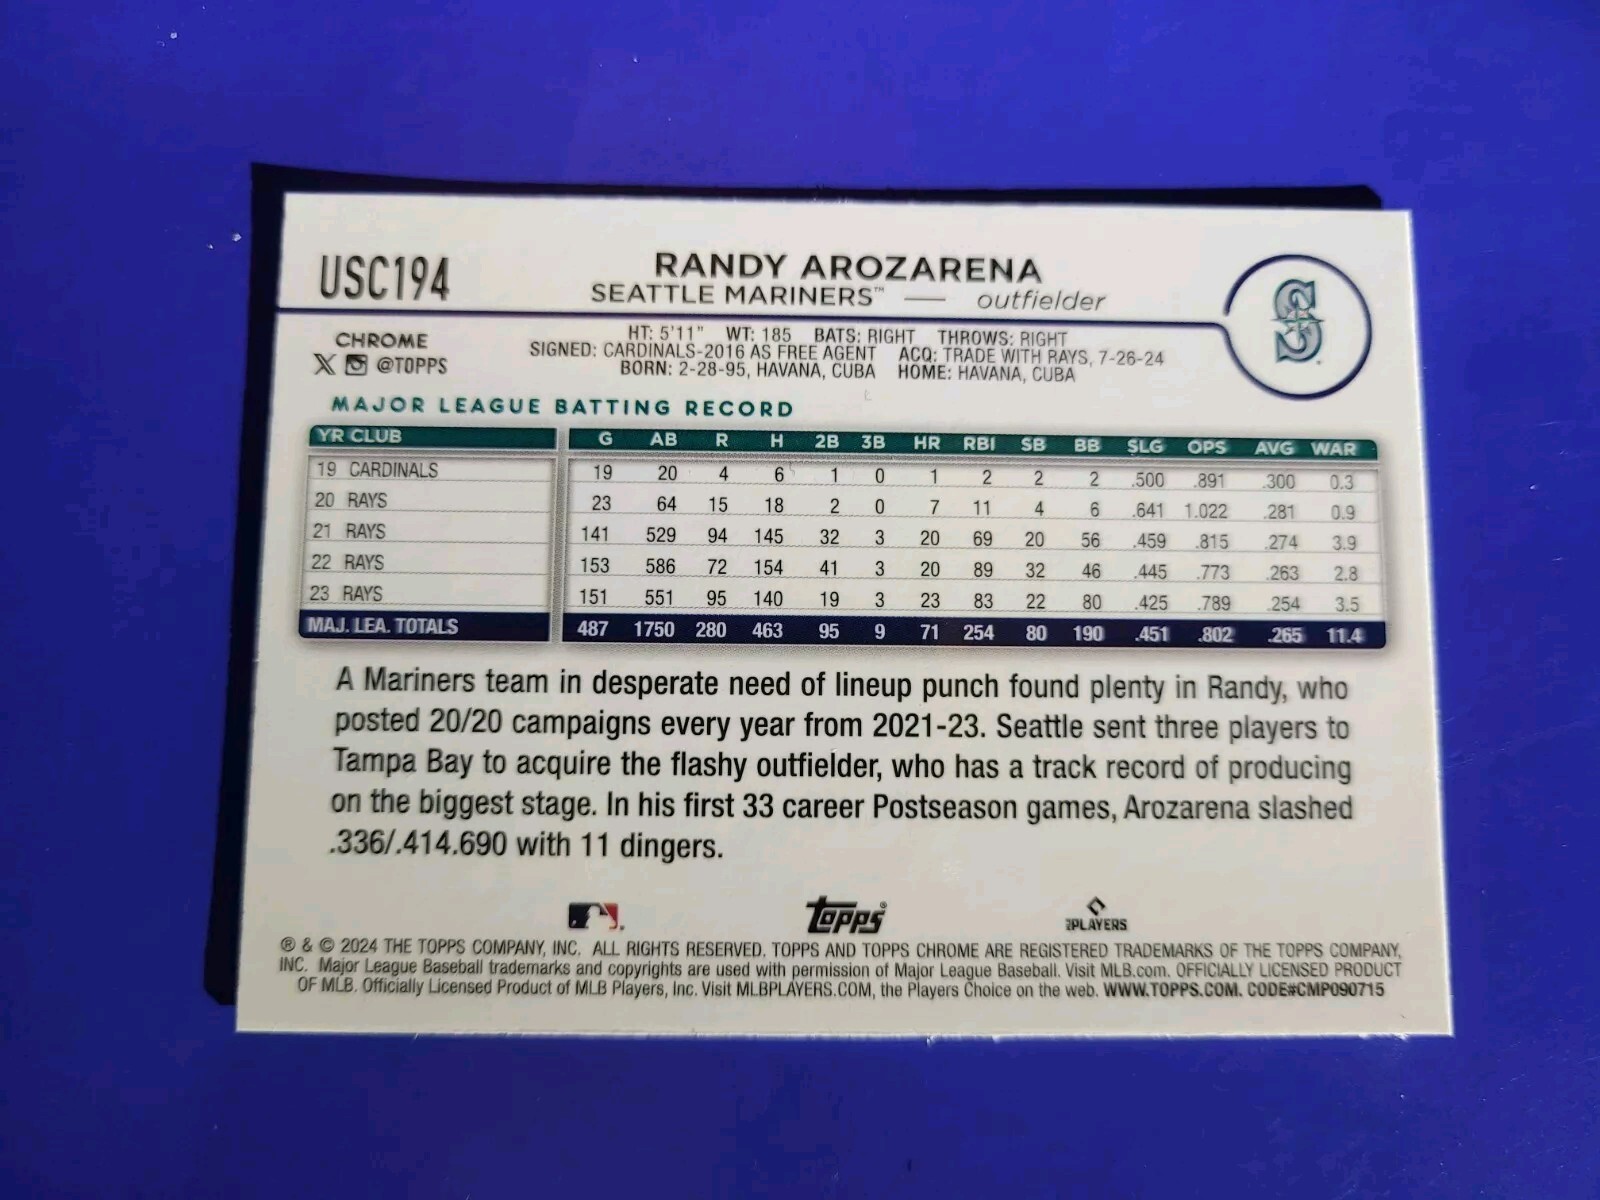 USC194
RANDY AROZARENA
SEATTLE MARINERS™ — outfielder
CHROME
@TOPPS
HT: 5'11" WT: 185 BATS: RIGHT THROWS: RIGHT
SIGNED: CARDINALS-2016 AS FREE AGENT ACQ: TRADE WITH RAYS, 7-26-24
BORN: 2-28-95, HAVANA, CUBA HOME: HAVANA, CUBA
S
MAJOR LEAGUE BATTING RECORD
YR CLUB G AB R H 2B 3B HR RBI SB BB SLG OPS AVG WAR
19 CARDINALS 19 20 4 6 1 0 1 2 2 2 .500 .891 .300 0.3
20 RAYS 23 64 15 18 2 0 7 11 4 6 .641 1.022 .281 0.9
21 RAYS 141 529 94 145 32 3 20 69 20 56 .459 .815 .274 3.9
22 RAYS 153 586 72 154 41 3 20 89 32 46 .445 .773 .263 2.8
23 RAYS 151 551 95 140 19 3 23 83 22 80 .425 .789 .254 3.5
MAJ. LEA. TOTALS 487 1750 280 463 95 9 71 254 80 190 .451 .802 .265 11.4
A Mariners team in desperate need of lineup punch found plenty in Randy, who
posted 20/20 campaigns every year from 2021-23. Seattle sent three players to
Tampa Bay to acquire the flashy outfielder, who has a track record of producing
on the biggest stage. In his first 33 career Postseason games, Arozarena slashed
.336/.414.690 with 11 dingers.
topps®
PLAYERS
® & © 2024 THE TOPPS COMPANY, INC. ALL RIGHTS RESERVED. TOPPS AND TOPPS CHROME ARE REGISTERED TRADEMARKS OF THE TOPPS COMPANY,
INC. Major League Baseball trademarks and copyrights are used with permission of Major League Baseball. Visit MLB.com. OFFICIALLY LICENSED PRODUCT
OF MLB. Officially Licensed Product of MLB Players, Inc. Visit MLBPLAYERS.COM, the Players Choice on the web. WWW.TOPPS.COM. CODE#CMP090715